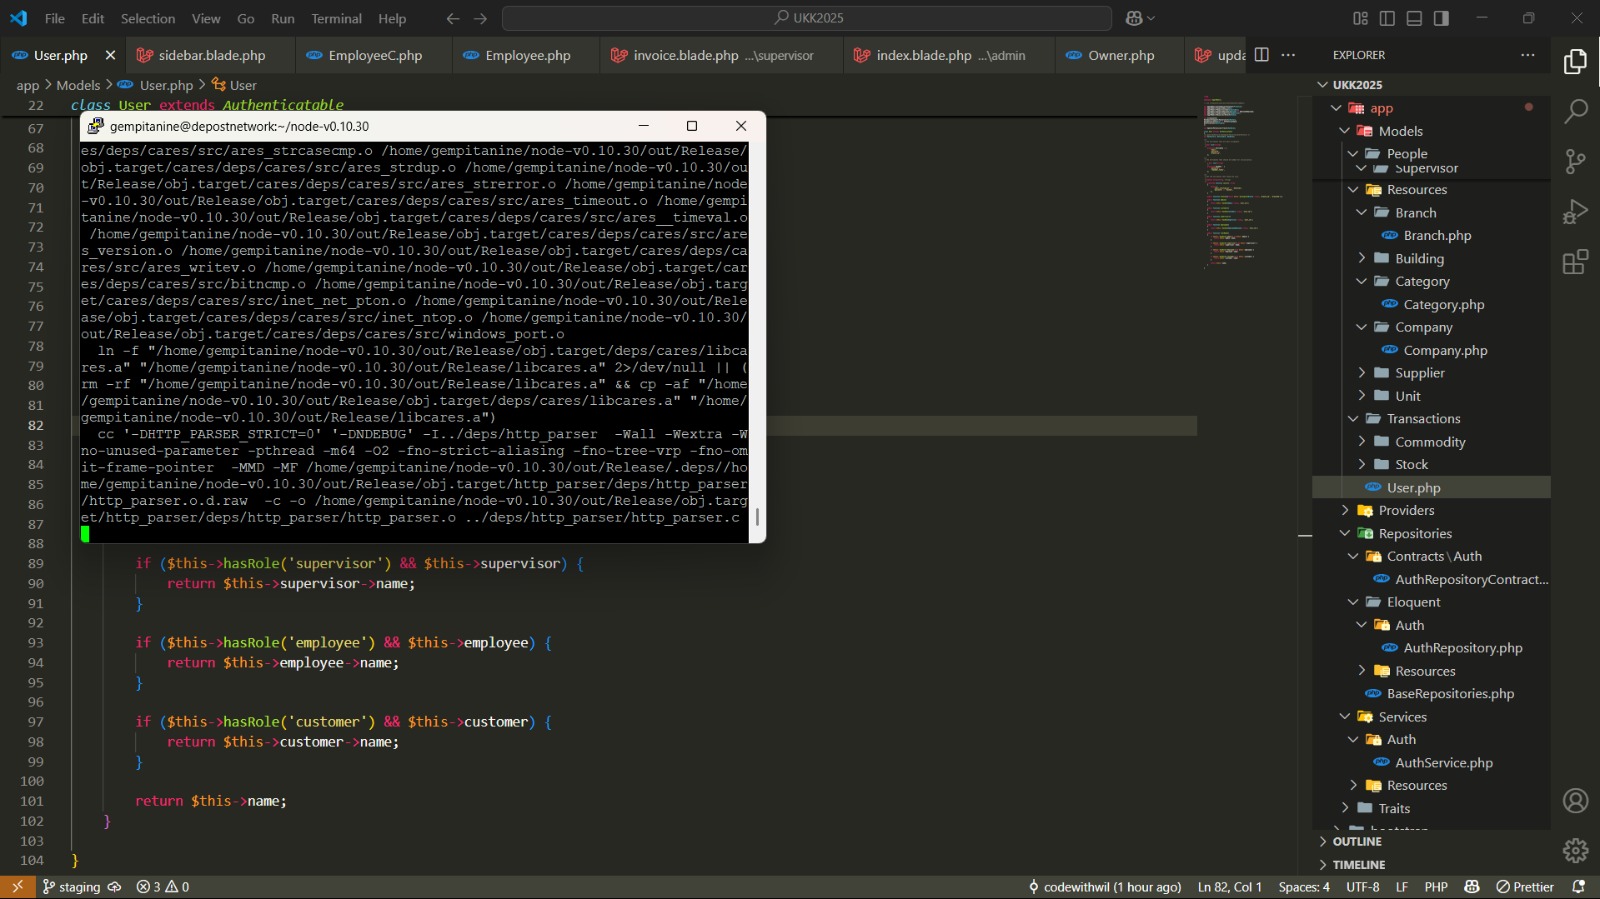 File Edit Selection View Go Run Terminal Help
UKK2025
User.php
sidebar.blade.php
EmployeeC.php
Employee.php
invoice.blade.php ...\supervisor
index.blade.php ...\admin
Owner.php
upda
app > Models > User.php > User
22 class User extends Authenticatable
gempitanine@depostnetwork:~/node-v0.10.30
es/deps/cares/src/ares_strcasecmp.o /home/gempitanine/node-v0.10.30/out/Release/
obj.target/cares/deps/cares/src/ares_strdup.o /home/gempitanine/node-v0.10.30/ou
t/Release/obj.target/cares/deps/cares/src/ares_strerror.o /home/gempitanine/node
-v0.10.30/out/Release/obj.target/cares/deps/cares/src/ares_timeout.o /home/gempi
tanine/node-v0.10.30/out/Release/obj.target/cares/deps/cares/src/ares__timeval.o
/home/gempitanine/node-v0.10.30/out/Release/obj.target/cares/deps/cares/src/are
s_version.o /home/gempitanine/node-v0.10.30/out/Release/obj.target/cares/deps/ca
res/src/ares_writev.o /home/gempitanine/node-v0.10.30/out/Release/obj.target/car
es/deps/cares/src/bitncmp.o /home/gempitanine/node-v0.10.30/out/Release/obj.targ
et/cares/deps/cares/src/inet_net_pton.o /home/gempitanine/node-v0.10.30/out/Rele
ase/obj.target/cares/deps/cares/src/inet_ntop.o /home/gempitanine/node-v0.10.30/
out/Release/obj.target/cares/deps/cares/src/windows_port.o
ln -f "/home/gempitanine/node-v0.10.30/out/Release/obj.target/deps/cares/libca
res.a" "/home/gempitanine/node-v0.10.30/out/Release/libcares.a" 2>/dev/null || (
rm -rf "/home/gempitanine/node-v0.10.30/out/Release/libcares.a" && cp -af "/home
/gempitanine/node-v0.10.30/out/Release/obj.target/deps/cares/libcares.a" "/home/
gempitanine/node-v0.10.30/out/Release/libcares.a")
cc '-DHTTP_PARSER_STRICT=0' '-DNDEBUG' -I../deps/http_parser -Wall -Wextra -W
no-unused-parameter -pthread -m64 -O2 -fno-strict-aliasing -fno-tree-vrp -fno-om
it-frame-pointer -MMD -MF /home/gempitanine/node-v0.10.30/out/Release/.deps//ho
me/gempitanine/node-v0.10.30/out/Release/obj.target/http_parser/deps/http_parser
/http_parser.o.d.raw -c -o /home/gempitanine/node-v0.10.30/out/Release/obj.targ
et/http_parser/deps/http_parser/http_parser.o ../deps/http_parser/http_parser.c
67
68
69
70
71
72
73
74
75
76
77
78
79
80
81
82
83
84
85
86
87
88
89 if ($this->hasRole('supervisor') && $this->supervisor) {
90 return $this->supervisor->name;
91 }
92
93 if ($this->hasRole('employee') && $this->employee) {
94 return $this->employee->name;
95 }
96
97 if ($this->hasRole('customer') && $this->customer) {
98 return $this->customer->name;
99 }
100
101 return $this->name;
102 }
103
104 }
EXPLORER
UKK2025
app
Models
People
Supervisor
Resources
Branch
Branch.php
Building
Category
Category.php
Company
Company.php
Supplier
Unit
Transactions
Commodity
Stock
User.php
Providers
Repositories
Contracts\Auth
AuthRepositoryContract...
Eloquent
Auth
AuthRepository.php
Resources
BaseRepositories.php
Services
Auth
AuthService.php
Resources
Traits
OUTLINE
TIMELINE
staging 3 0 codewithwil (1 hour ago) Ln 82, Col 1 Spaces: 4 UTF-8 LF PHP Prettier